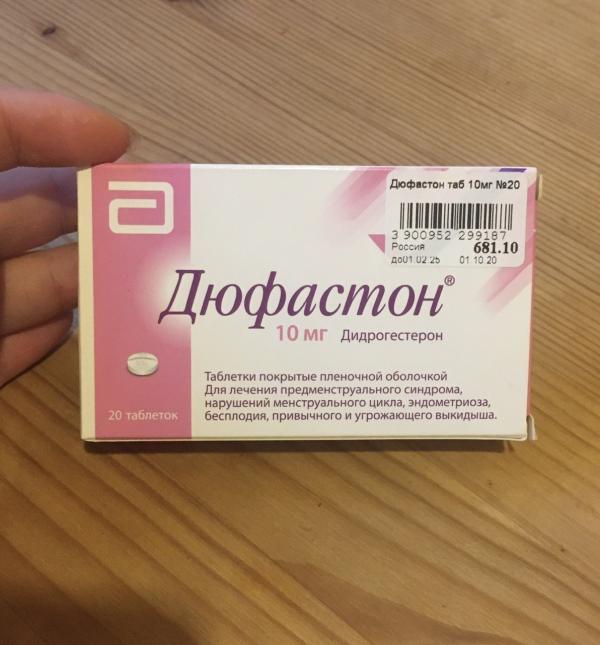 Дюфастон таб 10мг №20
3 900952 299187
Россия 681.10
до01.02.25 01.10.20
Дюфастон®
10 мг Дидрогестерон
Таблетки покрытые пленочной оболочкой
Для лечения предменструального синдрома,
нарушений менструального цикла, эндометриоза,
бесплодия, привычного и угрожающего выкидыша.
20 таблеток